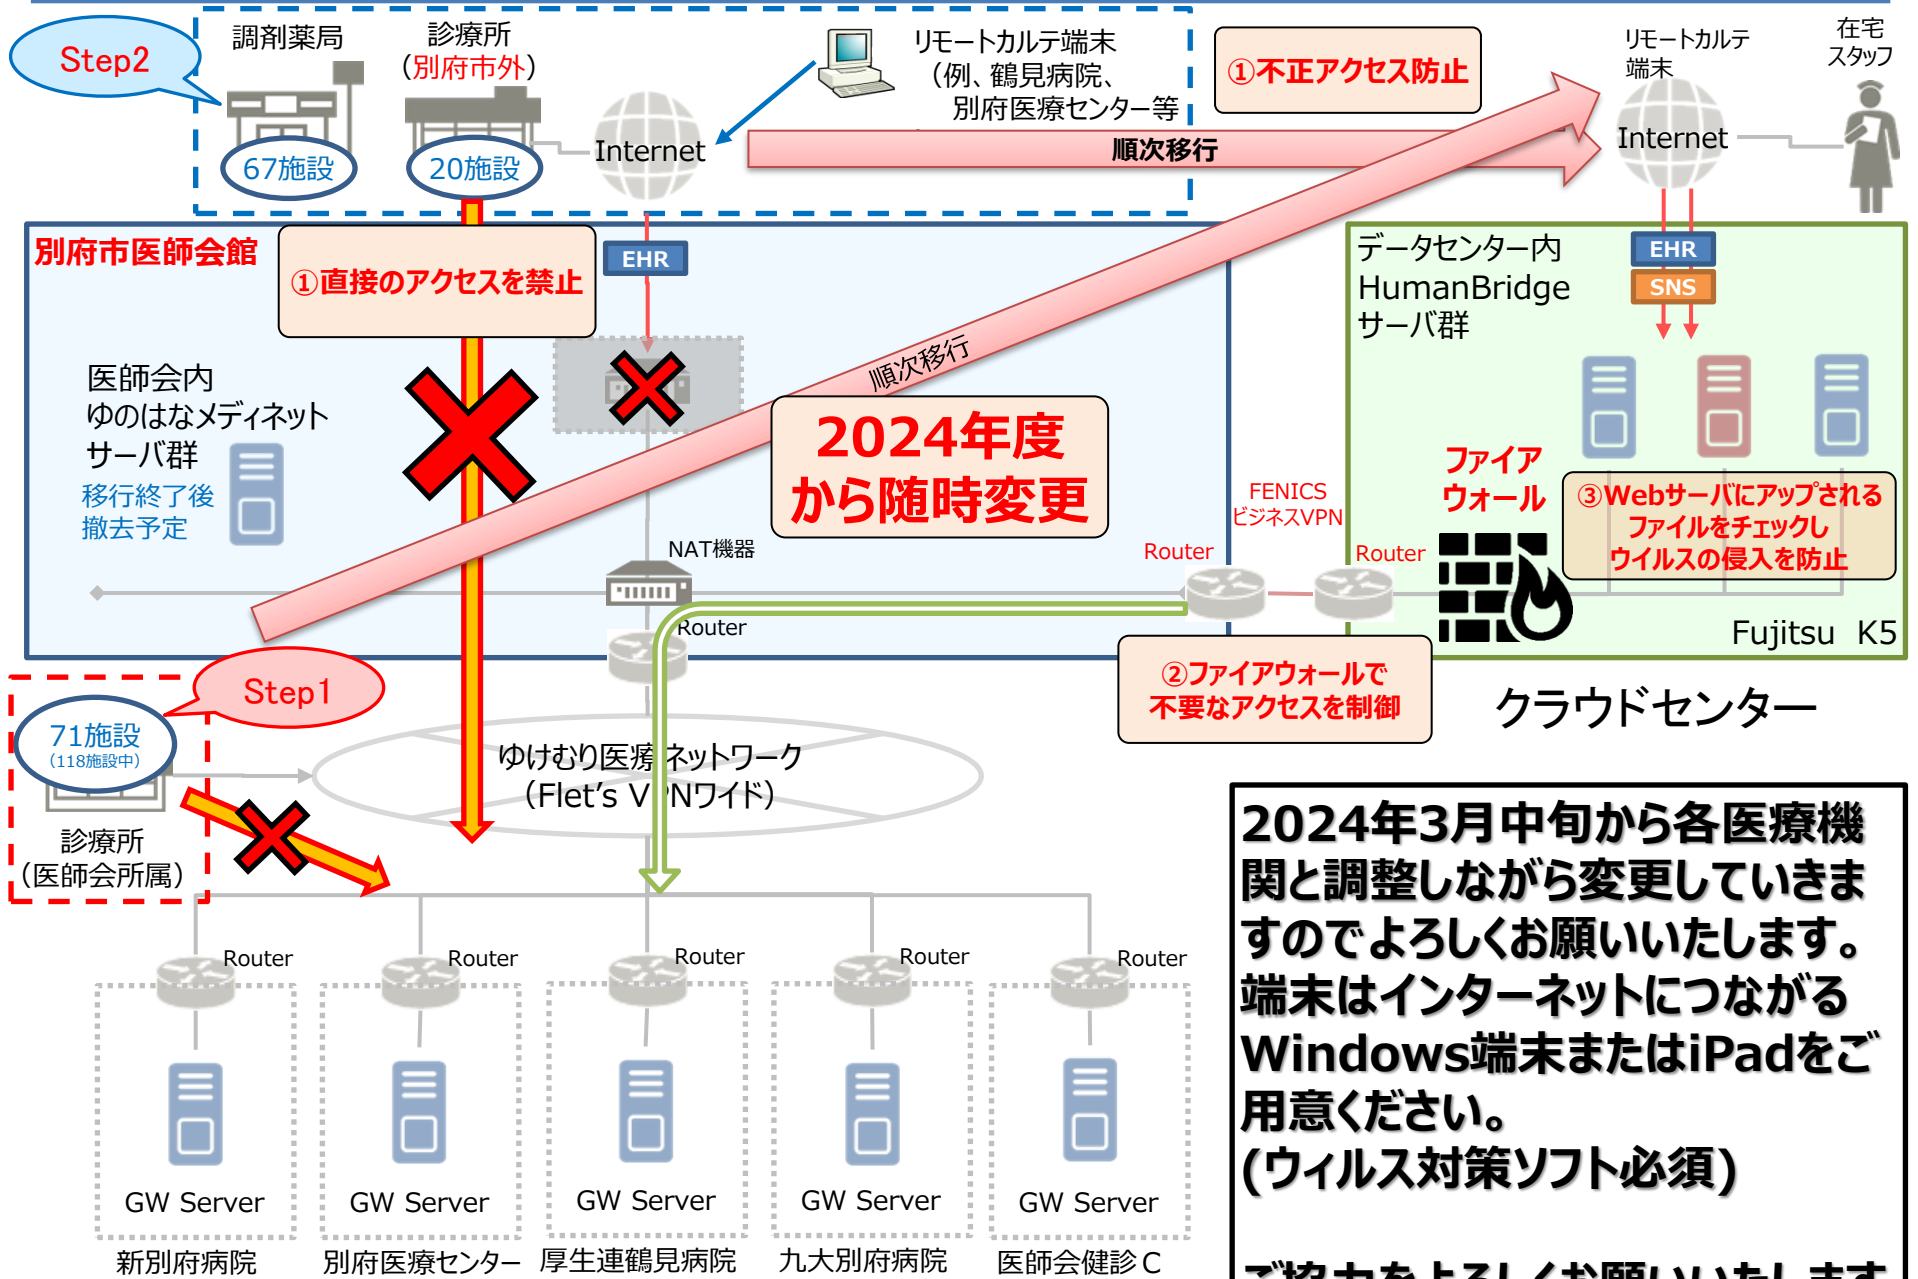 Step2
調剤薬局
67施設
診療所
（別府市外）
20施設
Internet
リモートカルテ端末
（例、鶴見病院、
別府医療センター等
①不正アクセス防止
順次移行
リモートカルテ
端末
Internet
在宅
スタッフ
別府市医師会館
①直接のアクセスを禁止
EHR
医師会内
ゆのはなメディネット
サーバ群
移行終了後
撤去予定
順次移行
2024年度
から随時変更
NAT機器
Router
Router
FENICS
ビジネスVPN
Router
データセンター内
HumanBridge
サーバ群
EHR
SNS
ファイア
ウォール
③Webサーバにアップされる
ファイルをチェックし
ウイルスの侵入を防止
Fujitsu K5
②ファイアウォールで
不要なアクセスを制御
クラウドセンター
Step1
71施設
（118施設中）
診療所
（医師会所属）
ゆけむり医療ネットワーク
（Flet's VPNワイド）
Router
Router
Router
Router
Router
GW Server
GW Server
GW Server
GW Server
GW Server
新別府病院
別府医療センター
厚生連鶴見病院
九大別府病院
医師会健診C
2024年3月中旬から各医療機
関と調整しながら変更していきま
すのでよろしくお願いいたします。
端末はインターネットにつながる
Windows端末またはiPadをご
用意ください。
(ウィルス対策ソフト必須)
ご協力をよろしくお願いいたします